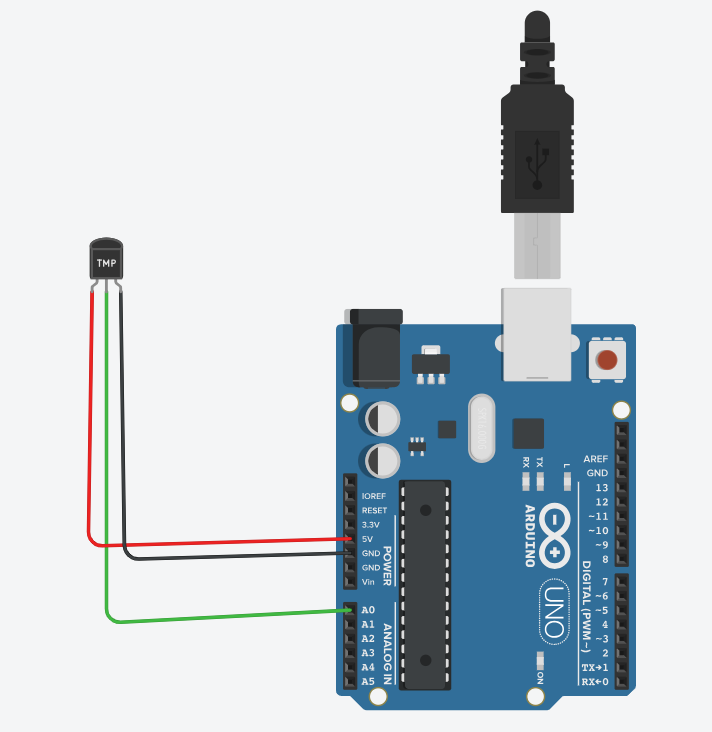 TMP
AREF
GND
13
12
~11
~10
~9
8
7
~6
~5
4
~3
2
TX→1
RX←0
DIGITAL (PWM~)
RX
TX
L
ARDUINO
UNO
ON
IOREF
RESET
3.3V
5V
GND
GND
Vin
POWER
A0
A1
A2
A3
A4
A5
ANALOG IN